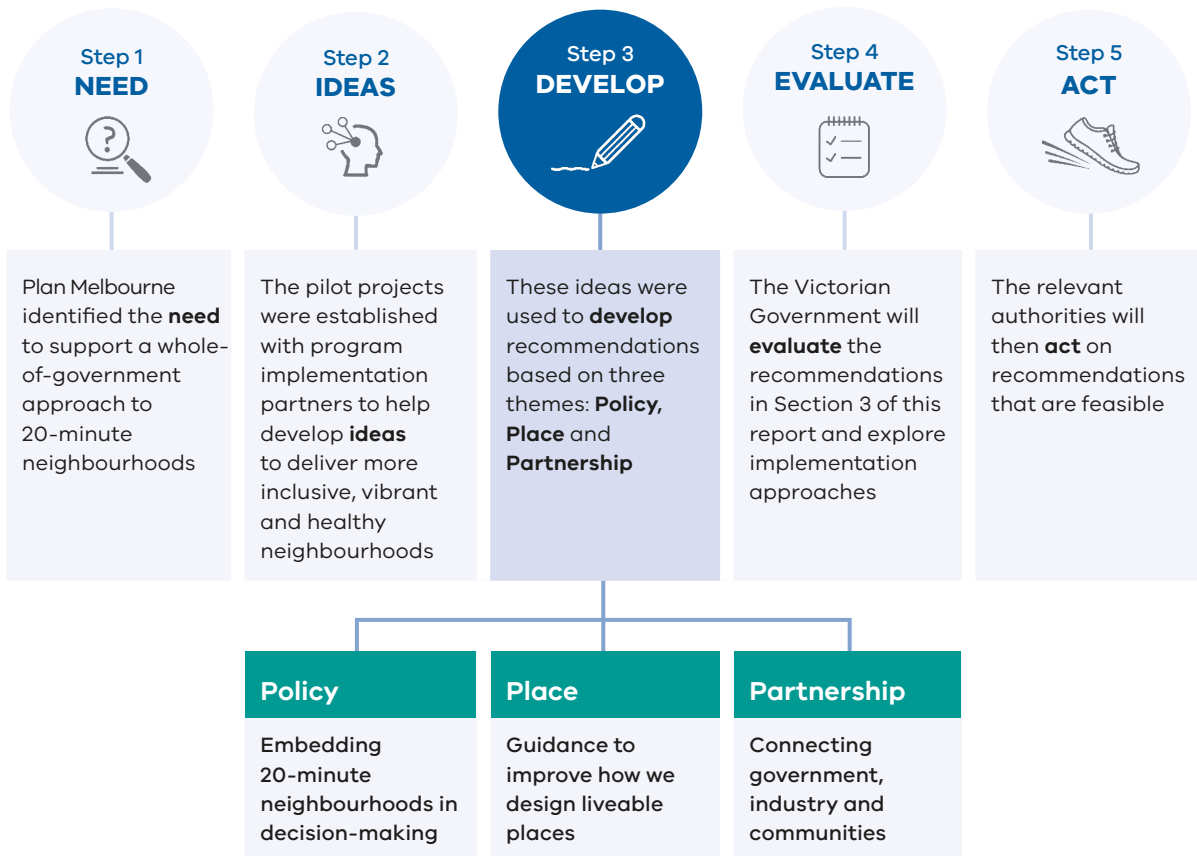 Step 1
NEED
?
Plan Melbourne
identified the need
to support a whole-
of-government
approach to
20-minute
neighbourhoods
Step 2
IDEAS
The pilot projects
were established
with program
implementation
partners to help
develop ideas
to deliver more
inclusive, vibrant
and healthy
neighbourhoods
Step 3
DEVELOP
These ideas were
used to develop
recommendations
based on three
themes: Policy,
Place and
Partnership
Step 4
EVALUATE
The Victorian
Government will
evaluate the
recommendations
in Section 3 of this
report and explore
implementation
approaches
Step 5
ACT
The relevant
authorities will
then act on
recommendations
that are feasible
Policy
Embedding
20-minute
neighbourhoods in
decision-making
Place
Guidance to
improve how we
design liveable
places
Partnership
Connecting
government,
industry and
communities